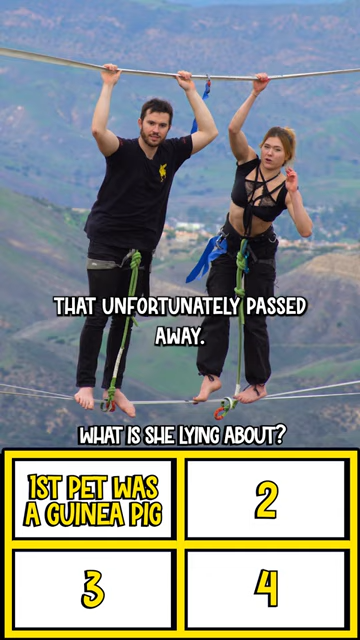 THAT UNFORTUNATELY PASSED
AWAY.
WHAT IS SHE LYING ABOUT?
1ST PET WAS
A GUINEA PIG
2
3
4